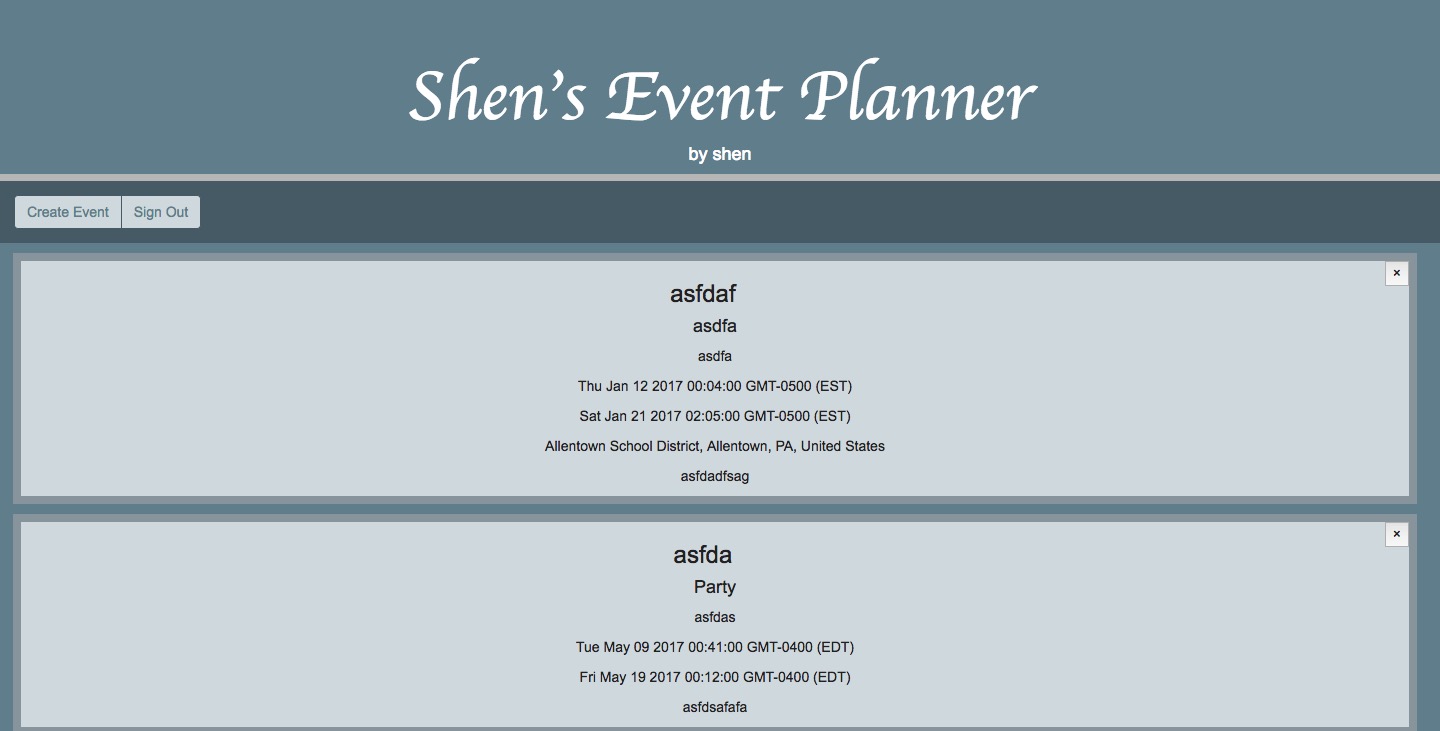 Shen's Event Planner
by shen
Create Event Sign Out
×
asfdaf
asdfa
asdfa
Thu Jan 12 2017 00:04:00 GMT-0500 (EST)
Sat Jan 21 2017 02:05:00 GMT-0500 (EST)
Allentown School District, Allentown, PA, United States
asfdadfsag
×
asfda
Party
asfdas
Tue May 09 2017 00:41:00 GMT-0400 (EDT)
Fri May 19 2017 00:12:00 GMT-0400 (EDT)
asfdsafafa